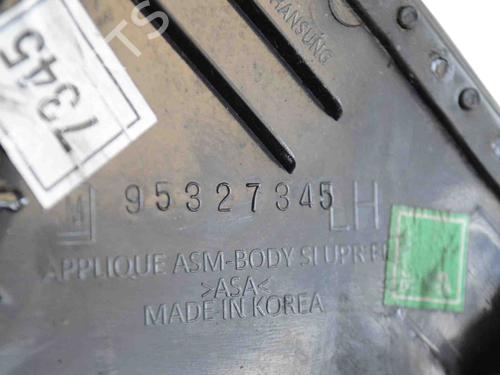 HANSUNG
7345
95327345 LH
APPLIQUE ASM-BODY SI UPR
>ASA<
MADE IN KOREA